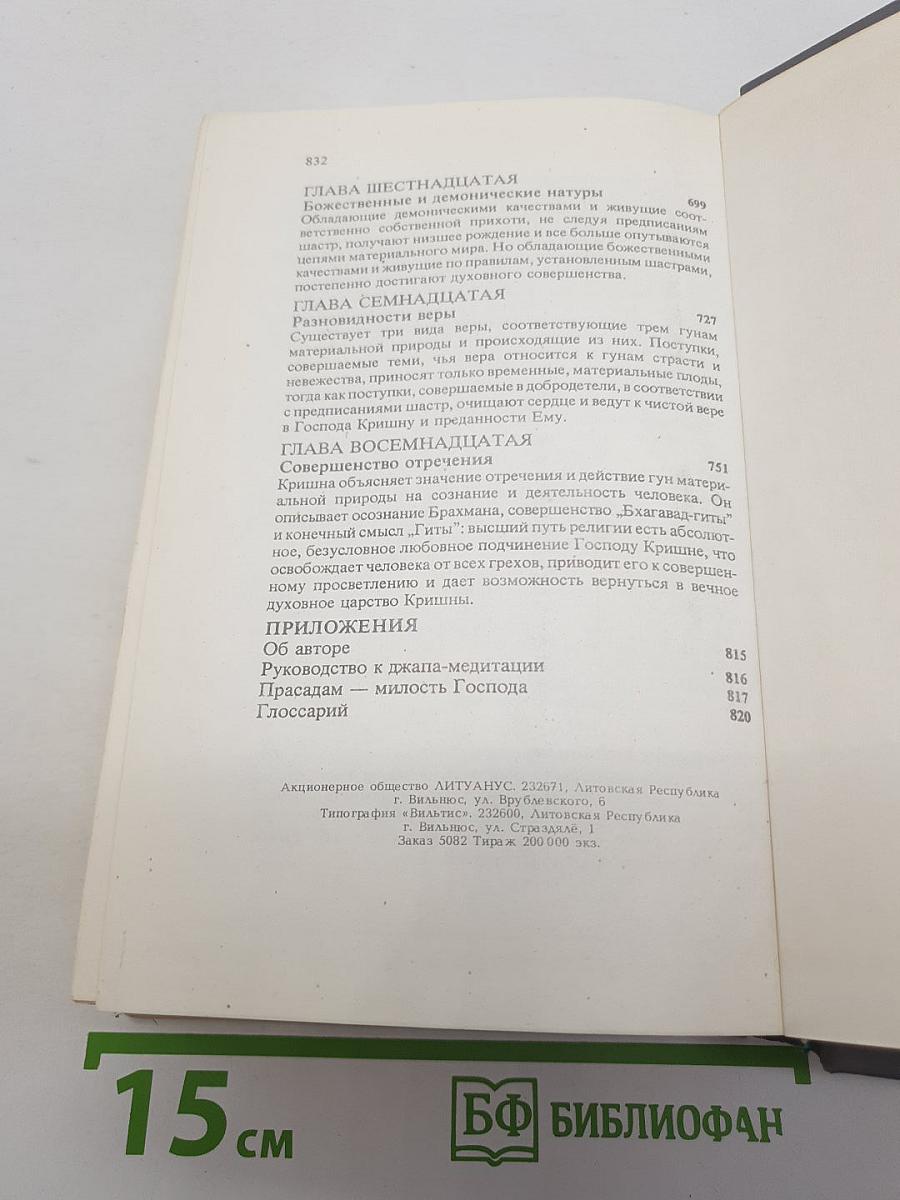 832
ГЛАВА ШЕСТНАДЦАТАЯ
Божественные и демонические натуры 699
Обладающие демоническими качествами и живущие соот-
ветственно собственной прихоти, не следуя предписаниям
шастр, получают низшее рождение и все больше опутываются
цепями материального мира. Но обладающие божественными
качествами и живущие по правилам, установленным шастрами,
постепенно достигают духовного совершенства.
ГЛАВА СЕМНАДЦАТАЯ
Разновидности веры 727
Существует три вида веры, соответствующие трем гунам
материальной природы и происходящие из них. Поступки,
совершаемые теми, чья вера относится к гунам страсти и
невежества, приносят только временные, материальные плоды,
тогда как поступки, совершаемые в добродетели, в соответствии
с предписаниями шастр, очищают сердце и ведут к чистой вере
в Господа Кришну и преданности Ему.
ГЛАВА ВОСЕМНАДЦАТАЯ
Совершенство отречения 751
Кришна объясняет значение отречения и действие гун матери-
альной природы на сознание и деятельность человека. Он
описывает осознание Брахмана, совершенство „Бхагавад-гиты”
и конечный смысл „Гиты”: высший путь религии есть абсолют-
ное, безусловное любовное подчинение Господу Кришне, что
освобождает человека от всех грехов, приводит его к совершен-
ному просветлению и дает возможность вернуться в вечное
духовное царство Кришны.
ПРИЛОЖЕНИЯ
Об авторе 815
Руководство к джапа-медитации 816
Прасадам — милость Господа 817
Глоссарий 820
Акционерное общество ЛИТУАНУС. 232671, Литовская Республика
г. Вильнюс, ул. Врублевского, 6
Типография «Вильтис». 232600, Литовская Республика
г. Вильнюс, ул. Страздялё, 1
Заказ 5082 Тираж 200 000 экз.
15 см БФ БИБЛИОФАН